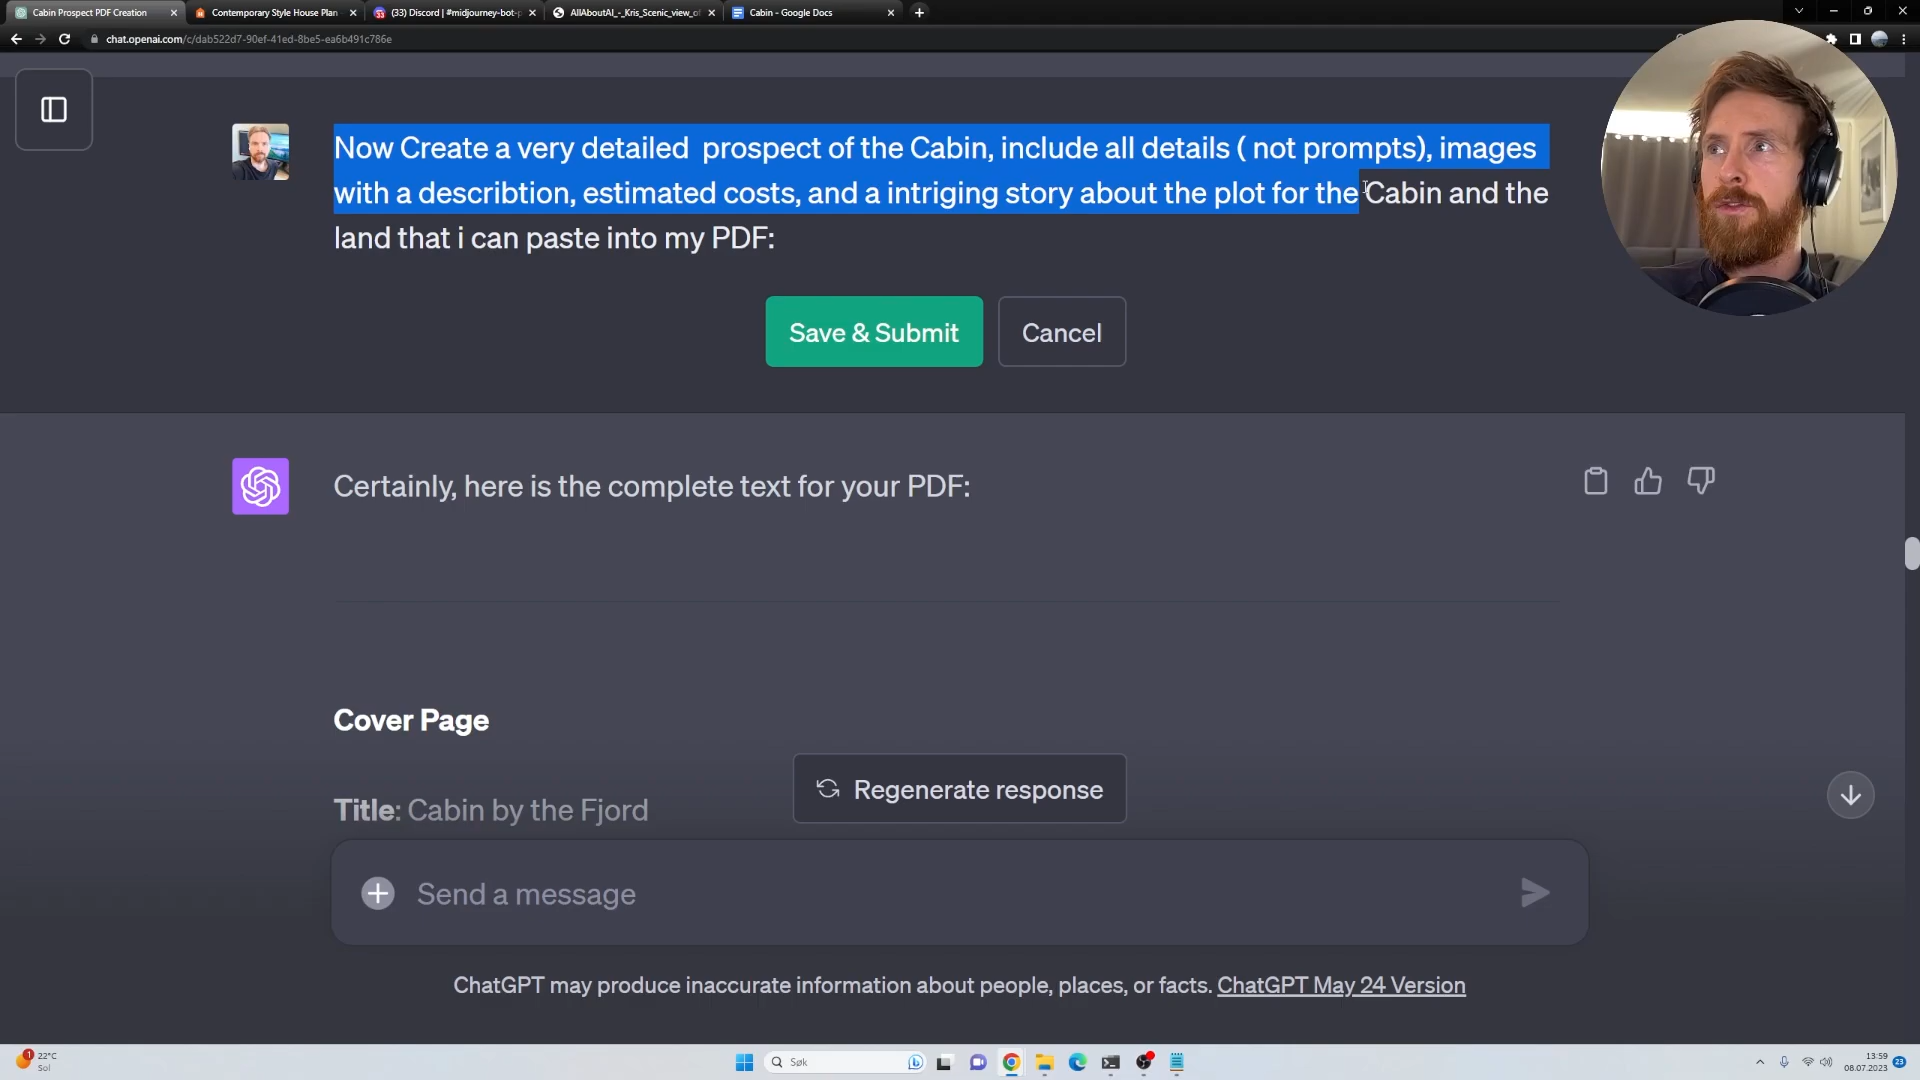 Cabin Prospect PDF Creation
Contemporary Style House Plan
(33) Discord | #midjourney-bot-p
AllAboutAI_-_Kris_Scenic_view_of
Cabin - Google Docs
chat.openai.com/c/dab522d7-90ef-41ed-8be5-ea6b491c786e
Now Create a very detailed prospect of the Cabin, include all details ( not prompts), images
with a describtion, estimated costs, and a intriging story about the plot for the Cabin and the
land that i can paste into my PDF:
Save & Submit
Cancel
Certainly, here is the complete text for your PDF:
Cover Page
Title: Cabin by the Fjord
Regenerate response
Send a message
ChatGPT may produce inaccurate information about people, places, or facts. ChatGPT May 24 Version
1
22°C
Sol
Søk
13:59
08.07.2023
23